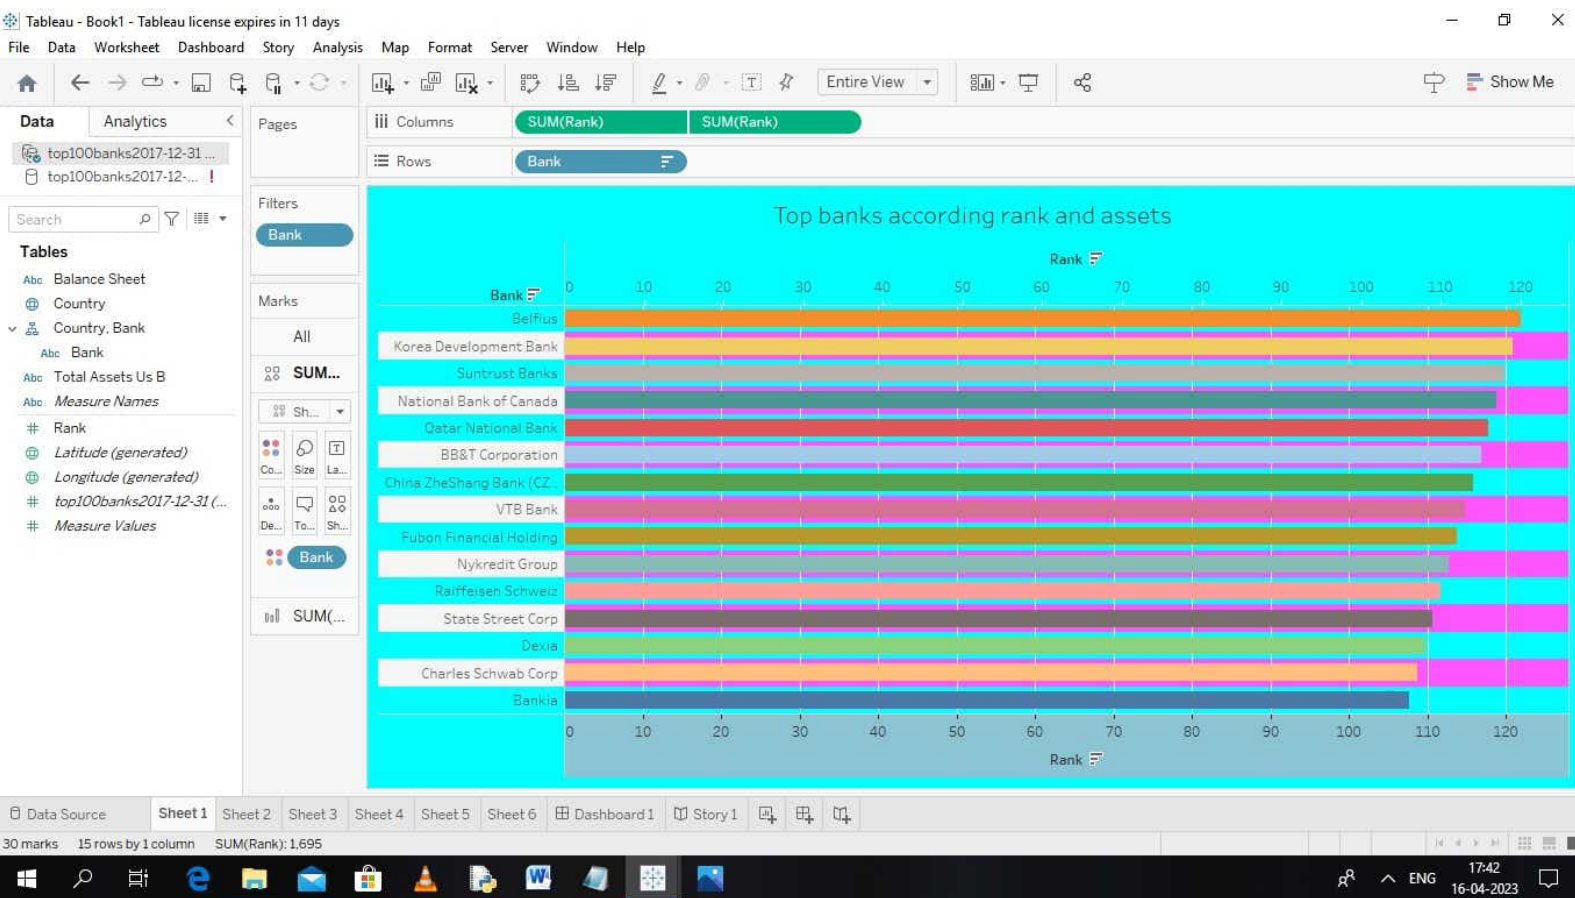 Tableau - Book1 - Tableau license expires in 11 days
File Data Worksheet Dashboard Story Analysis Map Format Server Window Help
Entire View
Show Me
Data Analytics
top100banks2017-12-31 ...
top100banks2017-12-... !
Search
Tables
Abc Balance Sheet
Country
Country, Bank
Abc Bank
Abc Total Assets Us B
Abc Measure Names
# Rank
Latitude (generated)
Longitude (generated)
# top100banks2017-12-31 (...
# Measure Values
Pages
Filters
Bank
Marks
All
SUM...
Sh...
Co... Size La...
De... To... Sh...
Bank
SUM(...
iii Columns SUM(Rank) SUM(Rank)
Rows Bank
Top banks according rank and assets
Rank
Bank
0 10 20 30 40 50 60 70 80 90 100 110 120
Belfius
Korea Development Bank
Suntrust Banks
National Bank of Canada
Qatar National Bank
BB&T Corporation
China ZheShang Bank (CZ..
VTB Bank
Fubon Financial Holding
Nykredit Group
Raiffeisen Schweiz
State Street Corp
Dexia
Charles Schwab Corp
Bankia
0 10 20 30 40 50 60 70 80 90 100 110 120
Rank
Data Source Sheet 1 Sheet 2 Sheet 3 Sheet 4 Sheet 5 Sheet 6 Dashboard 1 Story 1
30 marks 15 rows by 1 column SUM(Rank): 1,695
ENG
17:42
16-04-2023